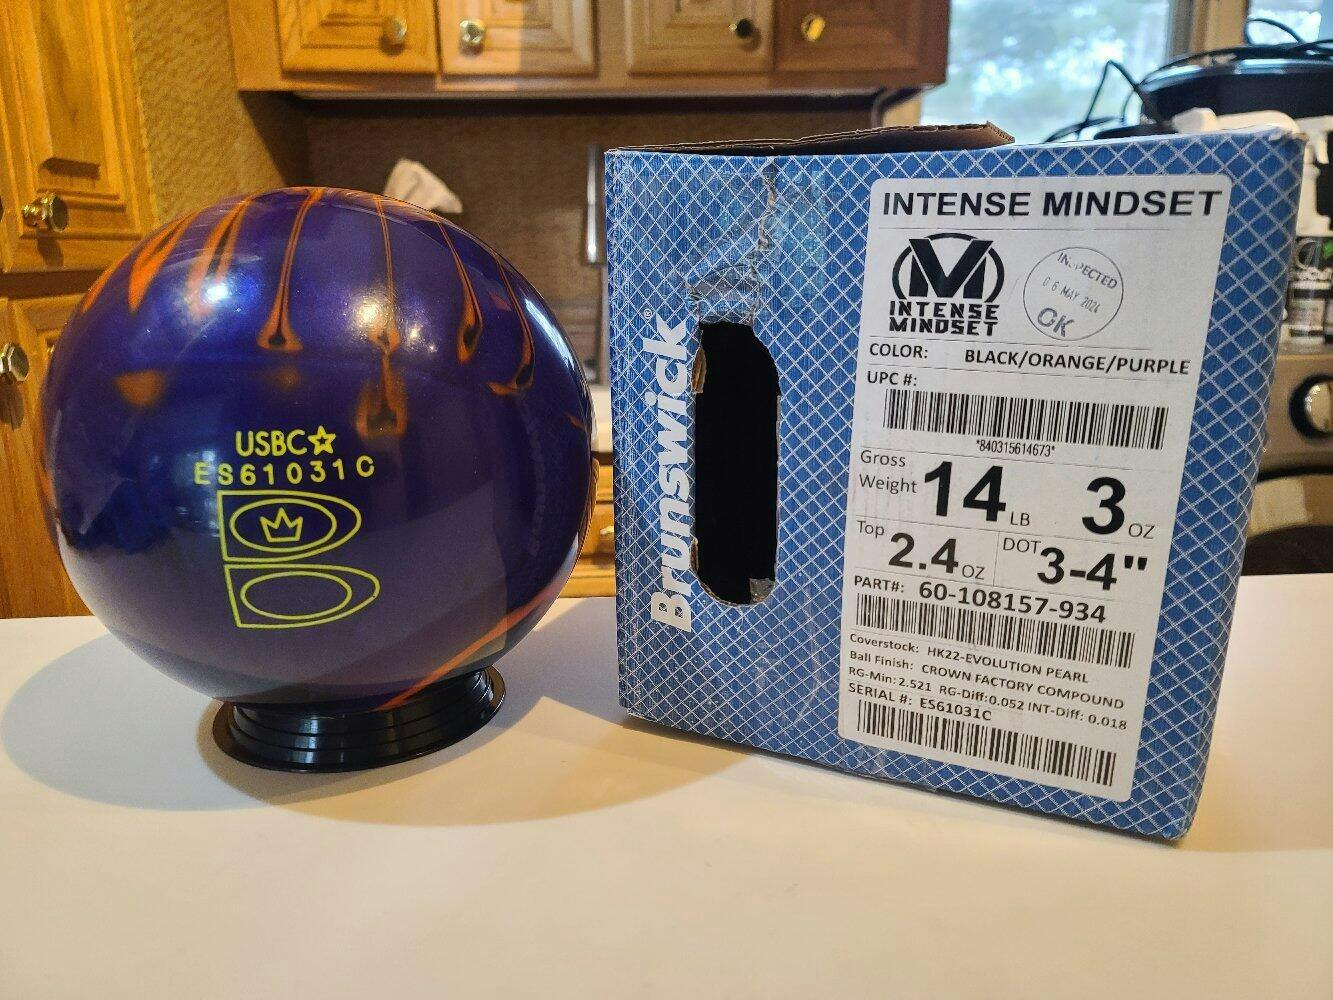 USBC
ES61031C
Brunswick®
INTENSE MINDSET
INTENSE
MINDSET
INSPECTED
06 MAY 2024
OK
COLOR: BLACK/ORANGE/PURPLE
UPC #:
*840315614673*
Gross
Weight 14 LB 3 OZ
Top 2.4 OZ DOT 3-4"
PART#: 60-108157-934
Coverstock: HK22-EVOLUTION PEARL
Ball Finish: CROWN FACTORY COMPOUND
RG-Min: 2.521 RG-Diff:0.052 INT-Diff: 0.018
SERIAL #: ES61031C